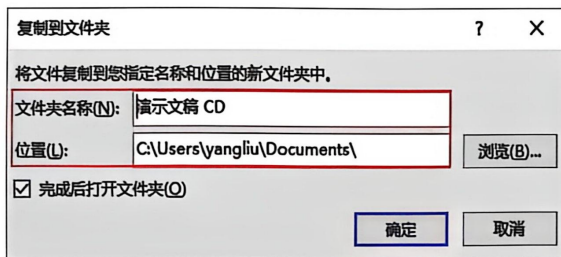 复制到文件夹 ? X
将文件复制到您指定名称和位置的新文件夹中。
文件夹名称(N): 演示文稿 CD
位置(L): C:\Users\yangliu\Documents\ 浏览(B)...
完成后打开文件夹(O)
确定 取消